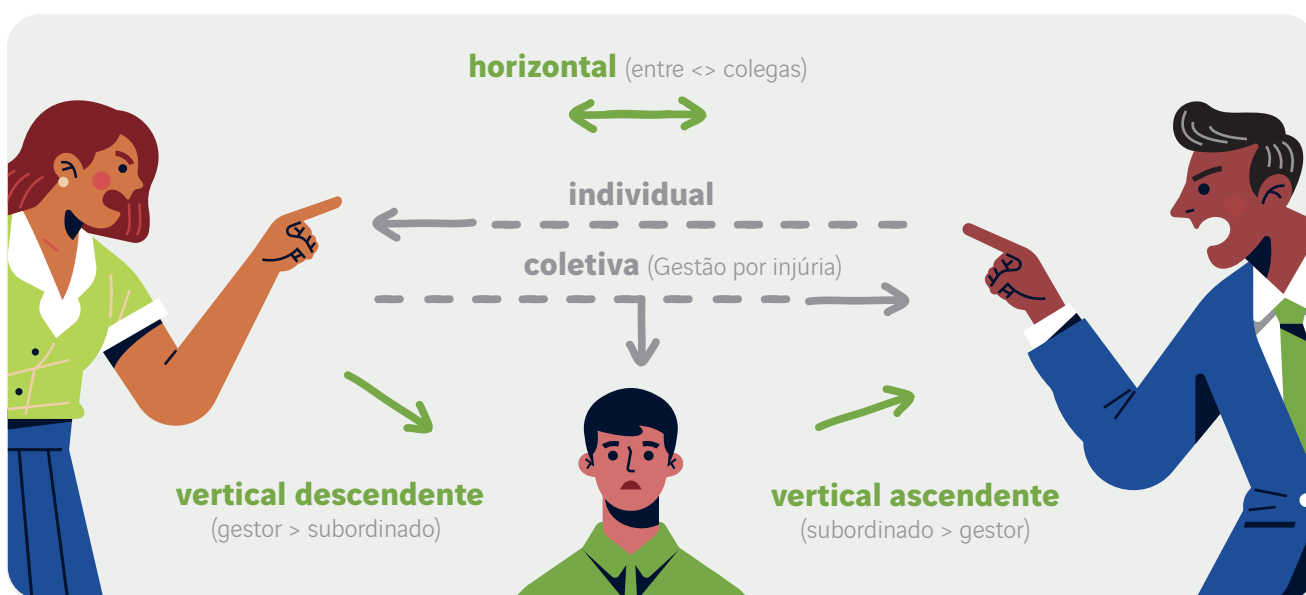 horizontal (entre <> colegas)
individual
coletiva (Gestão por injúria)
vertical descendente
(gestor > subordinado)
vertical ascendente
(subordinado > gestor)